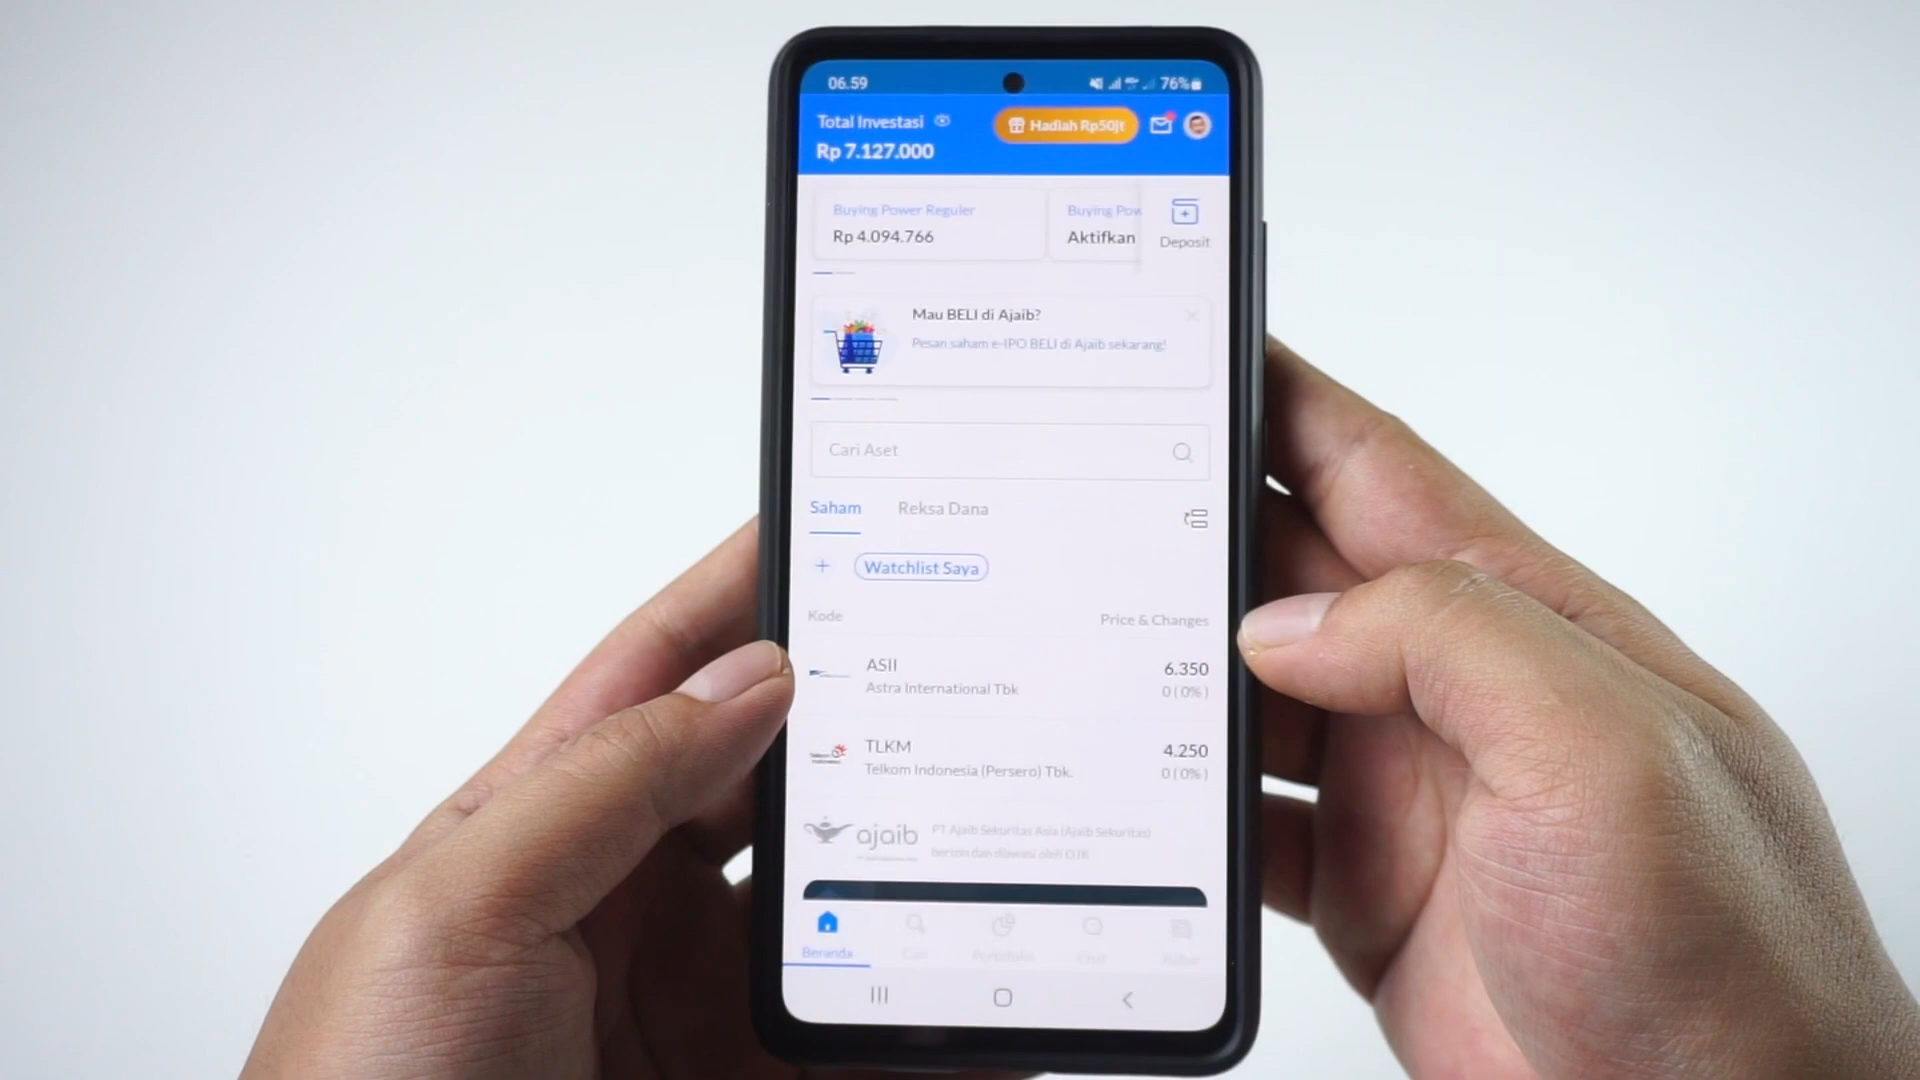 06.59
76%
Total Investasi
Hadiah Rp50jt
Rp 7.127.000
Buying Power Reguler
Buying Pow
Rp 4.094.766
Aktifkan
Deposit
Mau BELI di Ajaib?
Pesan saham e-IPO BELI di Ajaib sekarang!
Cari Aset
Saham
Reksa Dana
+
Watchlist Saya
Kode
Price & Changes
ASII
6.350
Astra International Tbk
0 ( 0% )
TLKM
4.250
Telkom Indonesia (Persero) Tbk.
0 ( 0% )
ajaib
PT Ajaib Sekuritas Asia (Ajaib Sekuritas)
berizin dan diawasi oleh OJK
Beranda
Cari
Portofolio
Chat